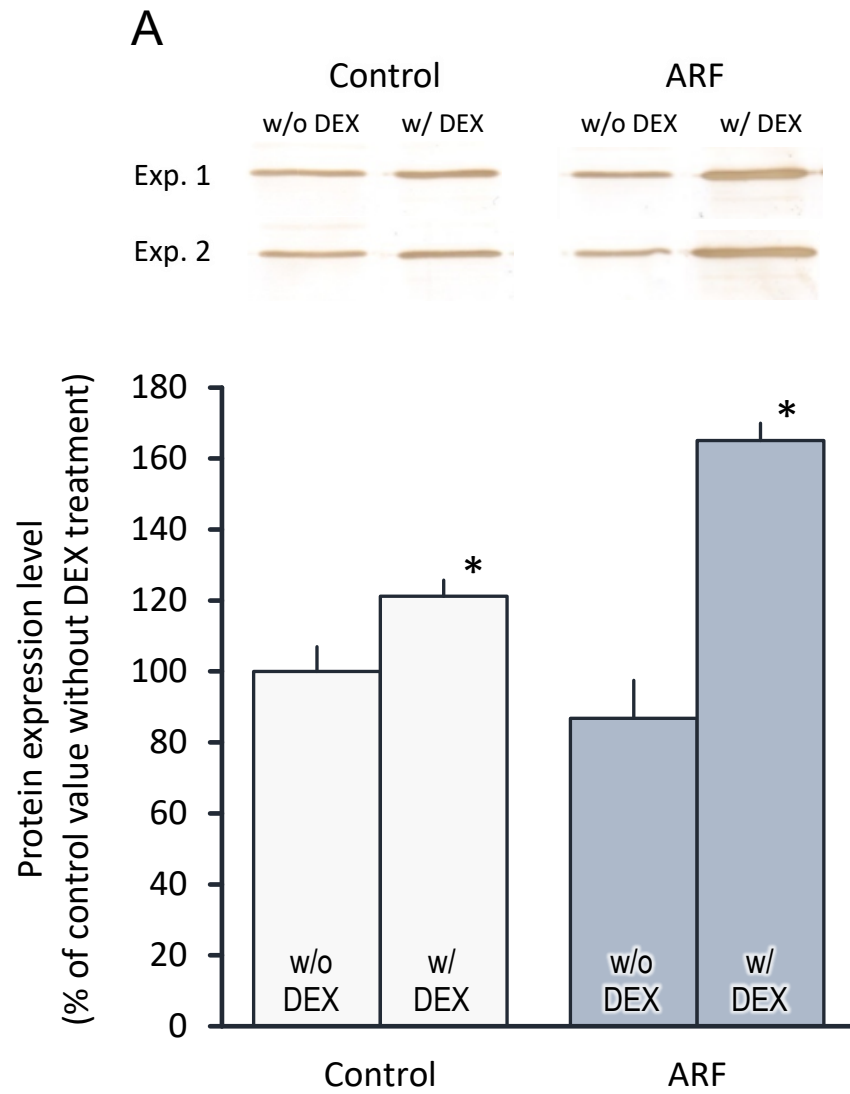 A
Control ARF
w/o DEX w/ DEX w/o DEX w/ DEX
Exp. 1
Exp. 2
Protein expression level
(% of control value without DEX treatment)
180
160
140
120
100
80
60
40
20
0
*
*
w/o
DEX
w/
DEX
w/o
DEX
w/
DEX
Control ARF